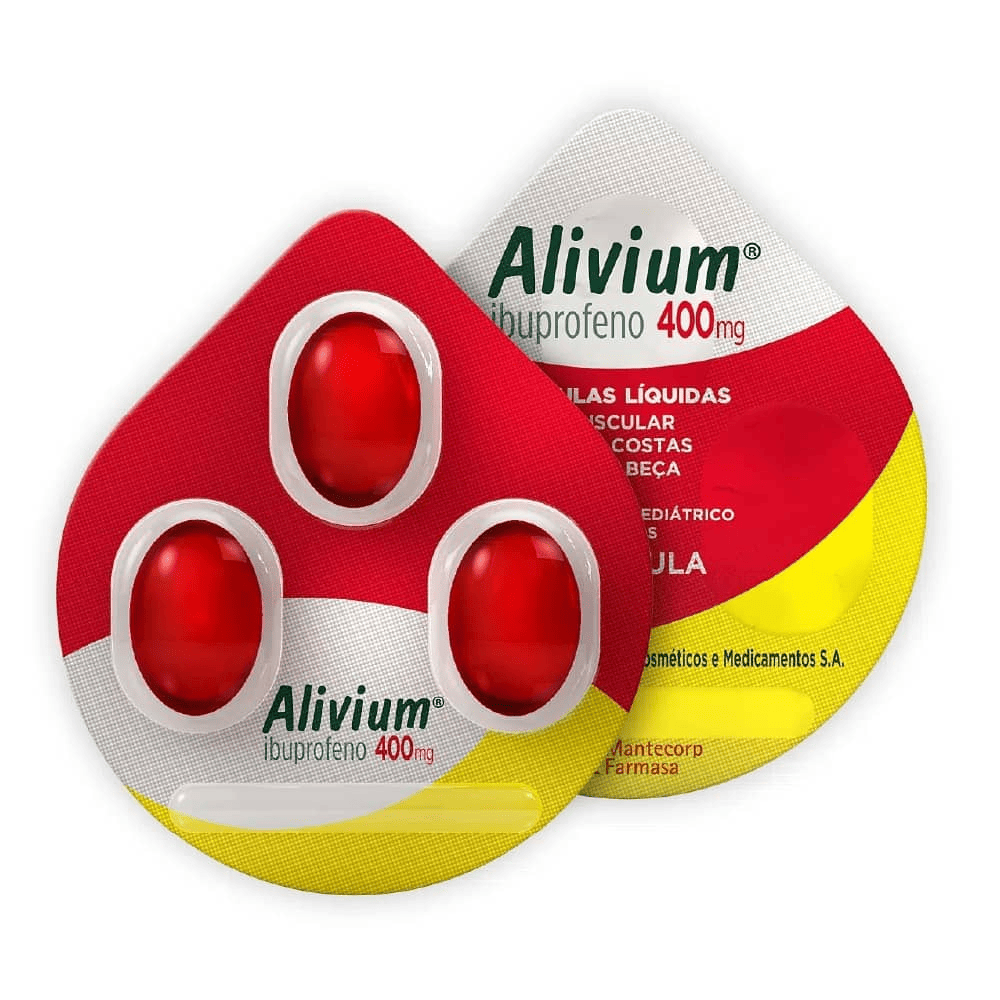 Alivium®
ibuprofeno 400mg
ULAS LÍQUIDAS
USCULAR
COSTAS
BEÇA
EDIÁTRICO
S
ULA
osméticos e Medicamentos S.A.
Mantecorp
Farmasa
Alivium®
ibuprofeno 400mg